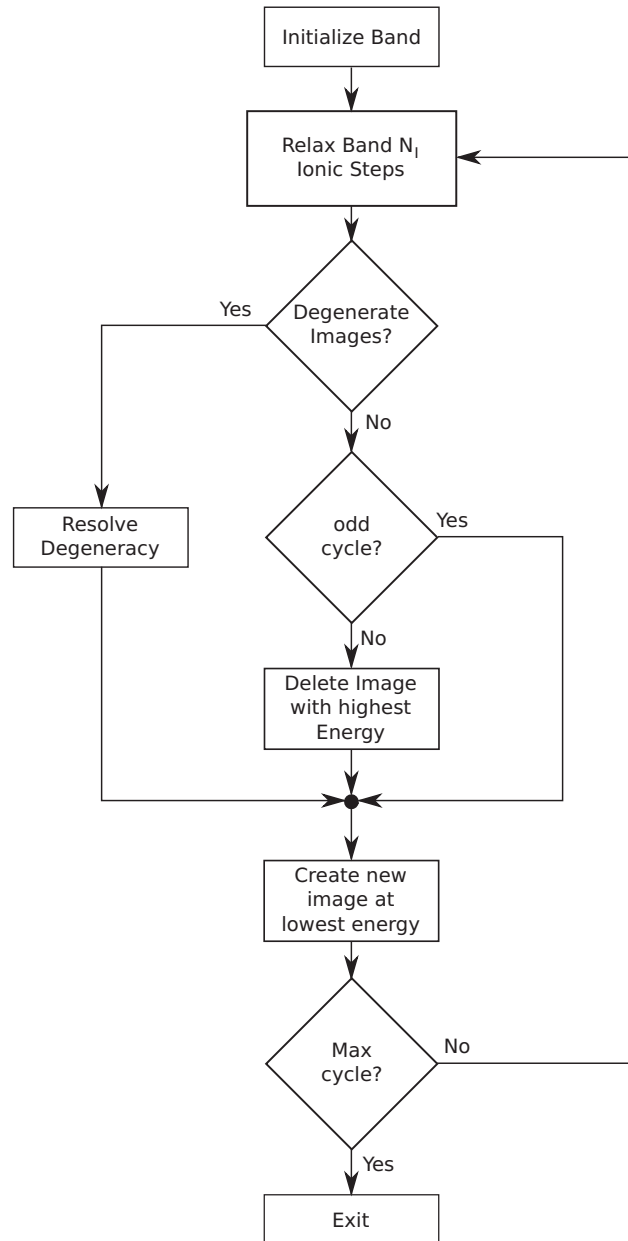 Initialize Band
Relax Band N_I
Ionic Steps
Yes
Degenerate
Images?
No
Resolve
Degeneracy
odd
cycle?
Yes
No
Delete Image
with highest
Energy
Create new
image at
lowest energy
Max
cycle?
No
Yes
Exit